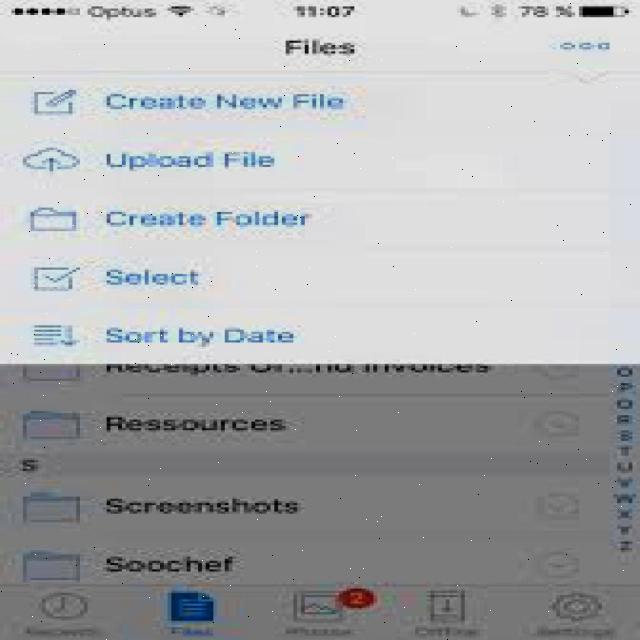 Optus 11:07 78 %
Files
Create New File
Upload File
Create Folder
Select
Sort by Date
Receipts Or...nd Invoices
Ressources
S
Screenshots
Soochef
Recents Files Photos 2 Offline Settings